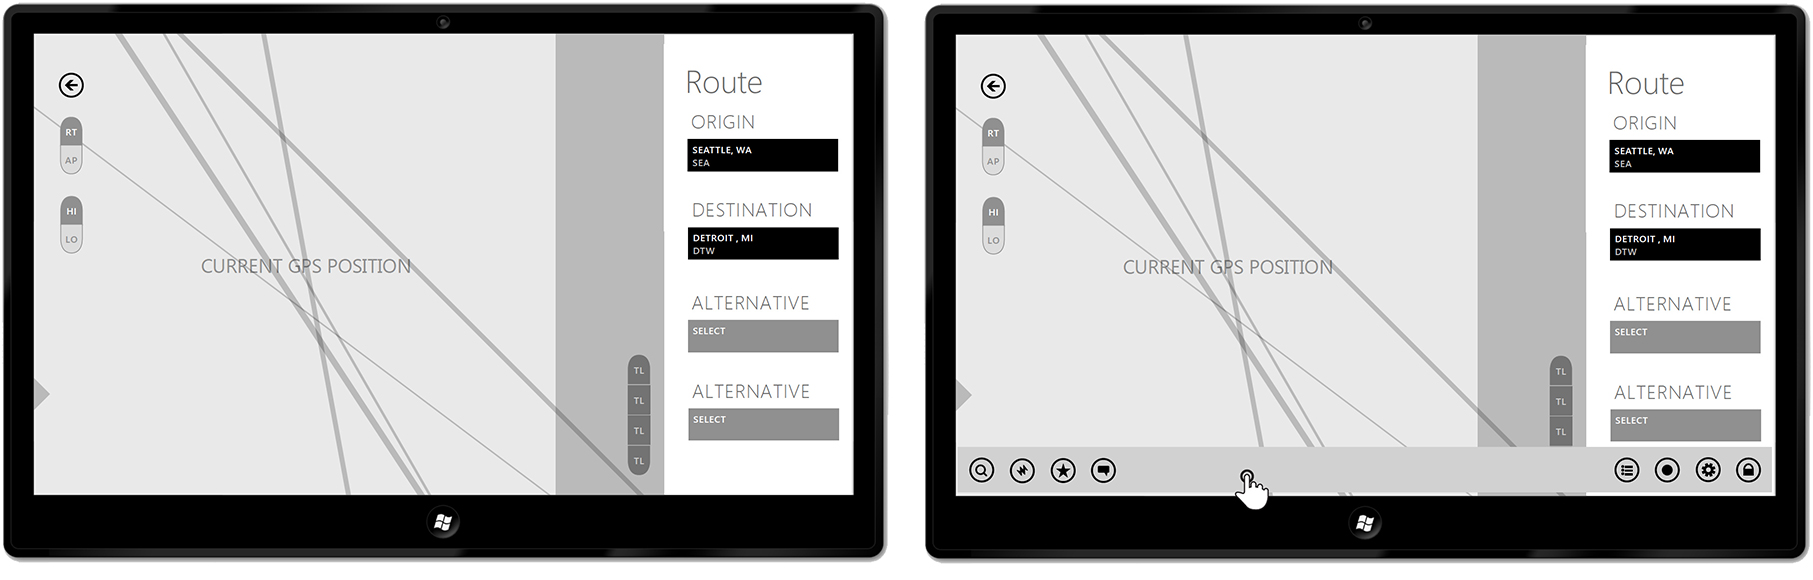 RT
AP
HI
LO
CURRENT GPS POSITION
TL
TL
TL
TL
Route
ORIGIN
SEATTLE, WA
SEA
DESTINATION
DETROIT , MI
DTW
ALTERNATIVE
SELECT
ALTERNATIVE
SELECT
RT
AP
HI
LO
CURRENT GPS POSITION
TL
TL
TL
Route
ORIGIN
SEATTLE, WA
SEA
DESTINATION
DETROIT , MI
DTW
ALTERNATIVE
SELECT
ALTERNATIVE
SELECT